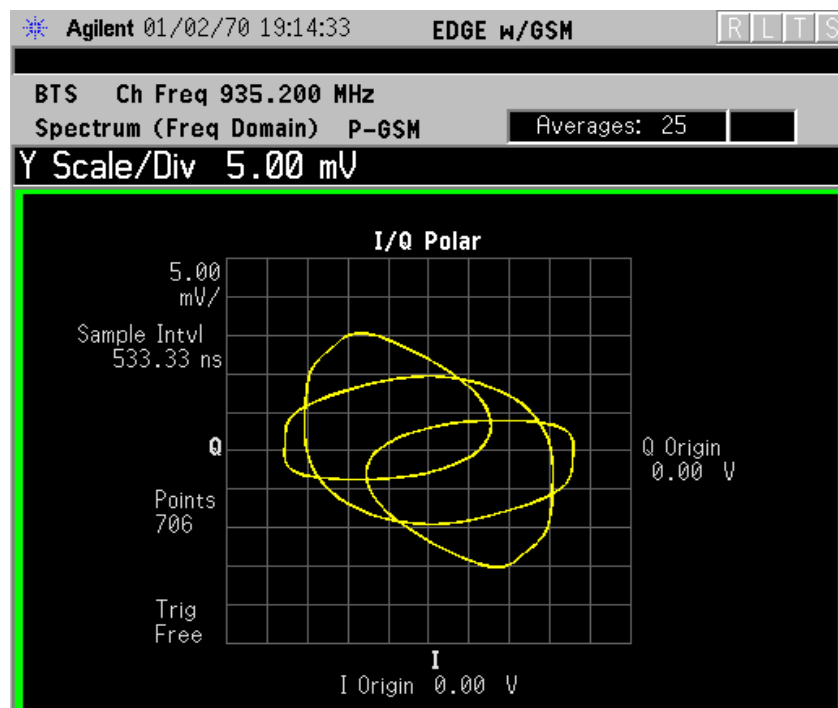 Agilent 01/02/70 19:14:33 EDGE w/GSM R L T S
BTS Ch Freq 935.200 MHz
Spectrum (Freq Domain) P-GSM Averages: 25
Y Scale/Div 5.00 mV
I/Q Polar
5.00
mV/
Sample Intvl
533.33 ns
Q
Q Origin
0.00 V
Points
706
Trig
Free
I
I Origin 0.00 V